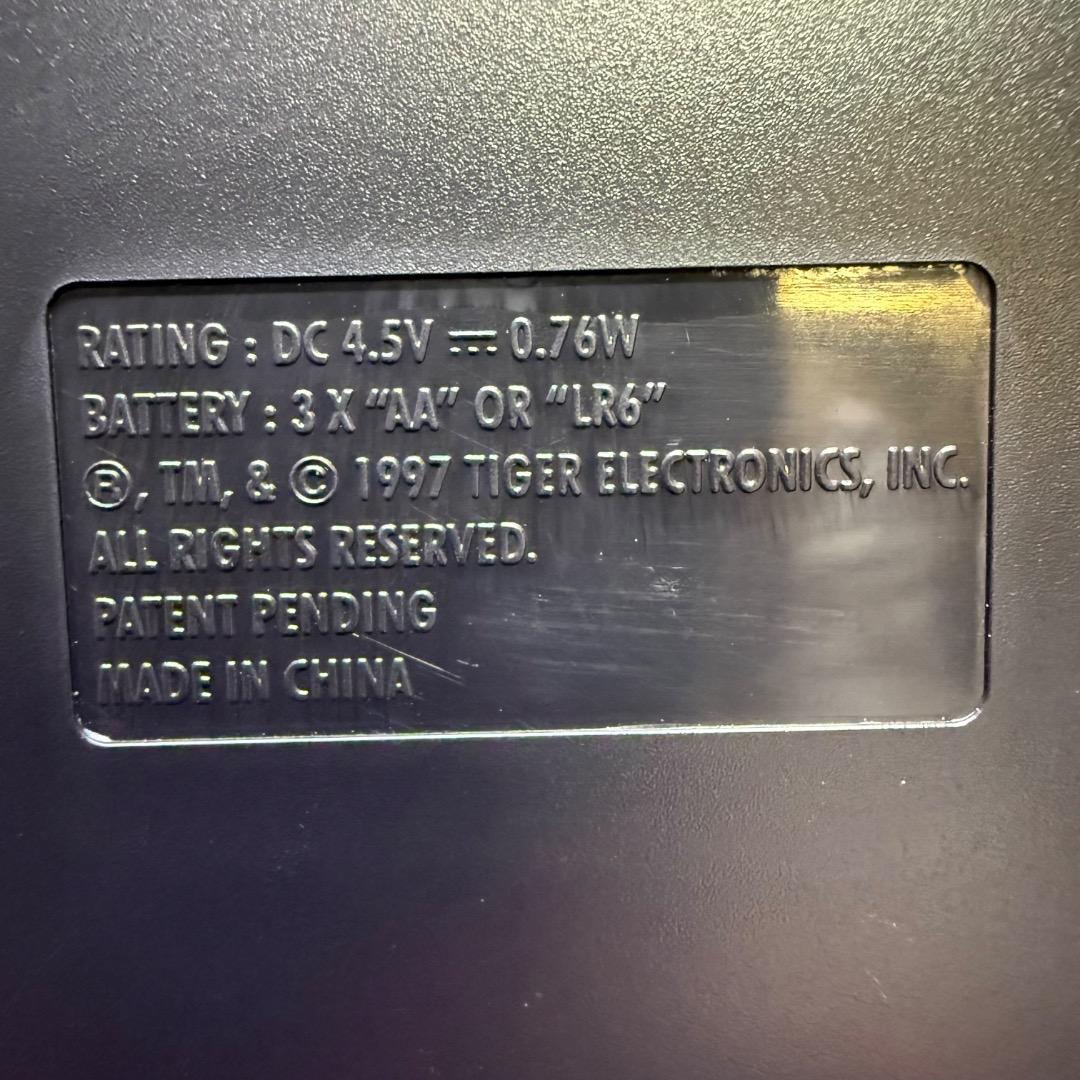 RATING : DC 4.5V ⎓ 0.76W
BATTERY : 3 X “AA” OR “LR6”
®, TM, & © 1997 TIGER ELECTRONICS, INC.
ALL RIGHTS RESERVED.
PATENT PENDING
MADE IN CHINA